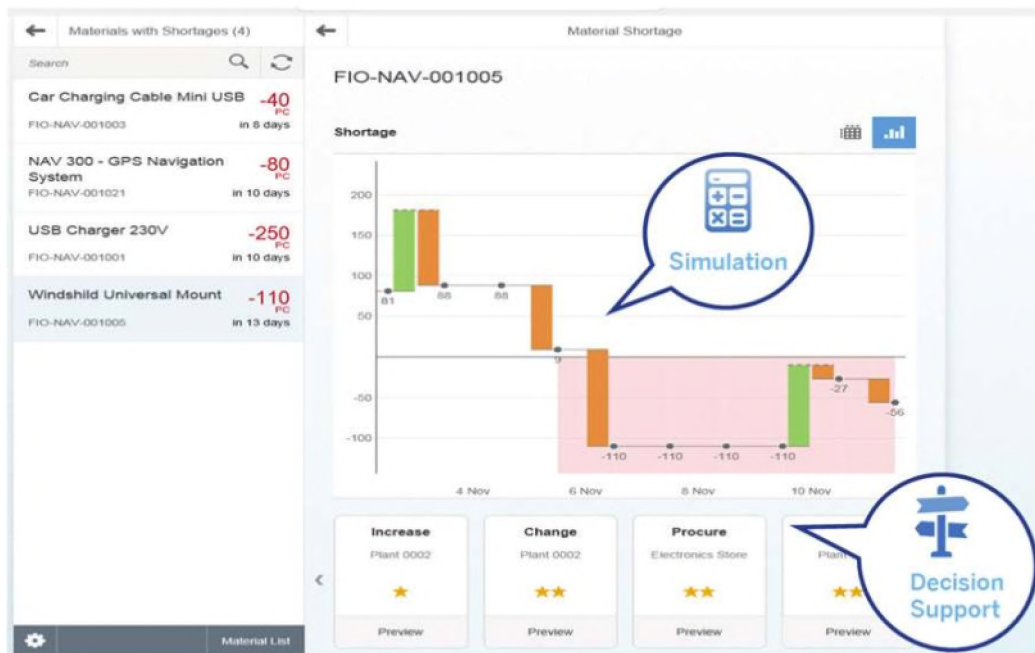 Materials with Shortages (4)
Search
Car Charging Cable Mini USB
-40
PC
FIO-NAV-001003
in 8 days
NAV 300 - GPS Navigation
System
-80
PC
FIO-NAV-001021
in 10 days
USB Charger 230V
-250
PC
FIO-NAV-001001
in 10 days
Windshild Universal Mount
-110
PC
FIO-NAV-001005
in 13 days
Material List
Material Shortage
FIO-NAV-001005
Shortage
200
150
100
50
-50
-100
81
88
88
9
-110
-110
-110
-110
-27
-56
4 Nov
6 Nov
8 Nov
10 Nov
Simulation
Increase
Plant 0002
Preview
Change
Plant 0002
Preview
Procure
Electronics Store
Preview
Preview
Decision
Support